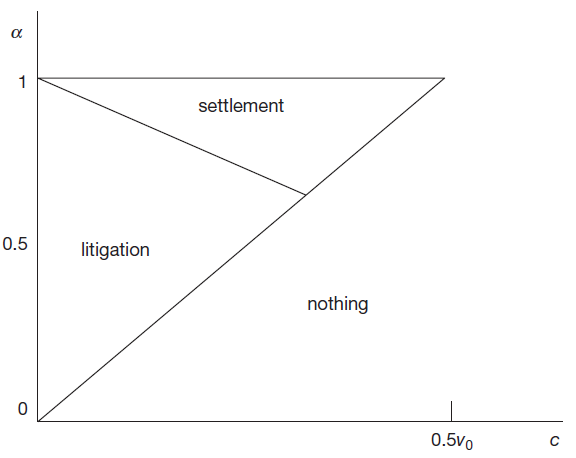 α
1
settlement
0.5
litigation
nothing
0
0.5v₀
c